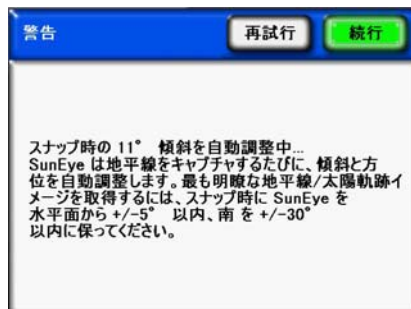 警告 再試行 続行
スナップ時の 11° 傾斜を自動調整中...
SunEye は地平線をキャプチャするたびに、傾斜と方
位を自動調整します。最も明瞭な地平線/太陽軌跡イ
メージを取得するには、スナップ時に SunEye を
水平面から +/-5° 以内、南 を +/-30°
以内に保ってください。